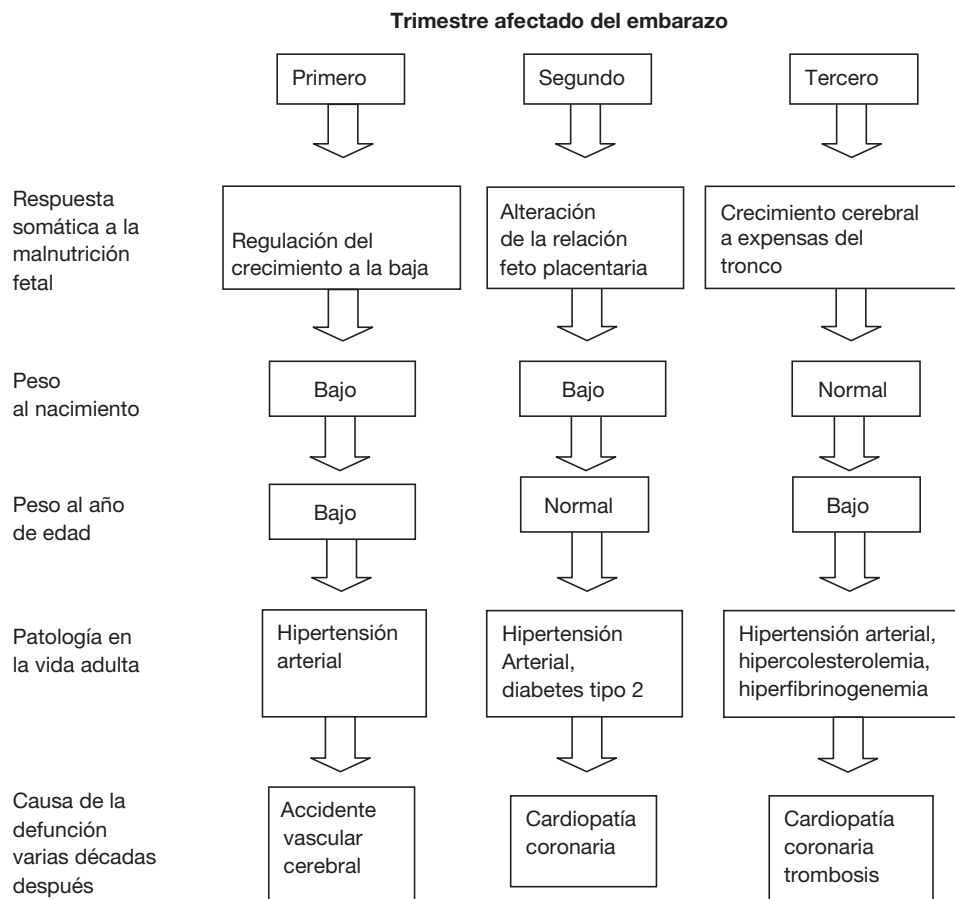 Trimestre afectado del embarazo
Primero
Segundo
Tercero
Respuesta
somática a la
malnutrición
fetal
Regulación del
crecimiento a la baja
Alteración
de la relación
feto placentaria
Crecimiento cerebral
a expensas del
tronco
Peso
al nacimiento
Bajo
Bajo
Normal
Peso al año
de edad
Bajo
Normal
Bajo
Patología en
la vida adulta
Hipertensión
arterial
Hipertensión
Arterial,
diabetes tipo 2
Hipertensión arterial,
hipercolesterolemia,
hiperfibrinogenemia
Causa de la
defunción
varias décadas
después
Accidente
vascular
cerebral
Cardiopatía
coronaria
Cardiopatía
coronaria
trombosis